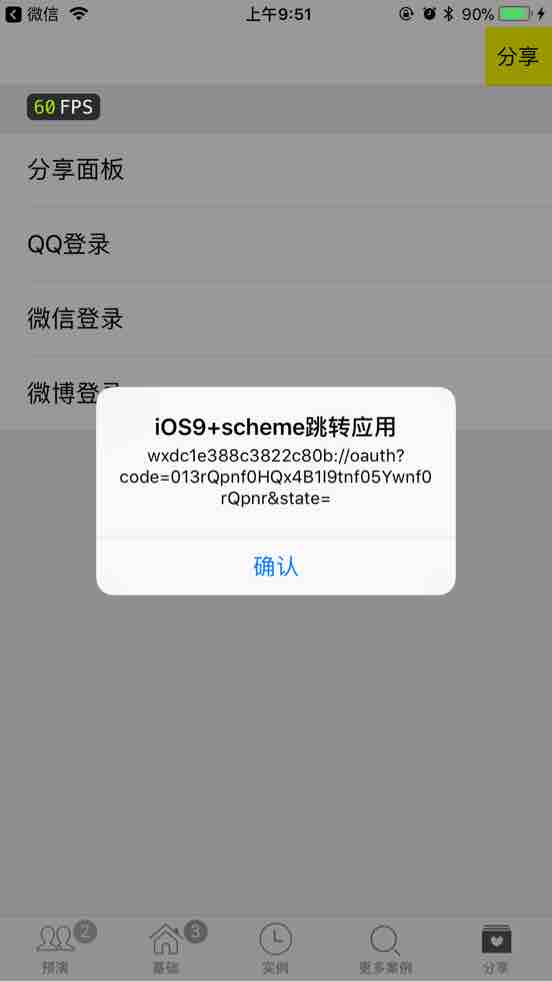 微信 上午9:51 90%
分享
60 FPS
分享面板
QQ登录
微信登录
微博登录
iOS9+scheme跳转应用
wxdc1e388c3822c80b://oauth?
code=013rQpnf0HQx4B1I9tnf05Ywnf0
rQpnr&state=
确认
2 3
预演 基础 实例 更多案例 分享